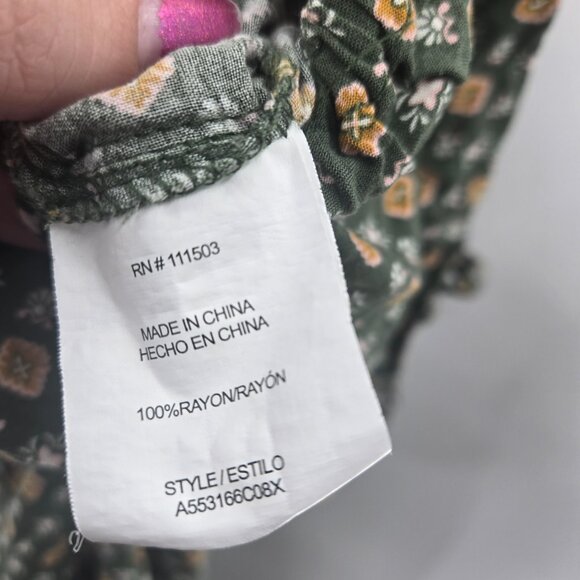 RN # 111503
MADE IN CHINA
HECHO EN CHINA
100%RAYON/RAYÓN
STYLE/ESTILO
A553166C08X